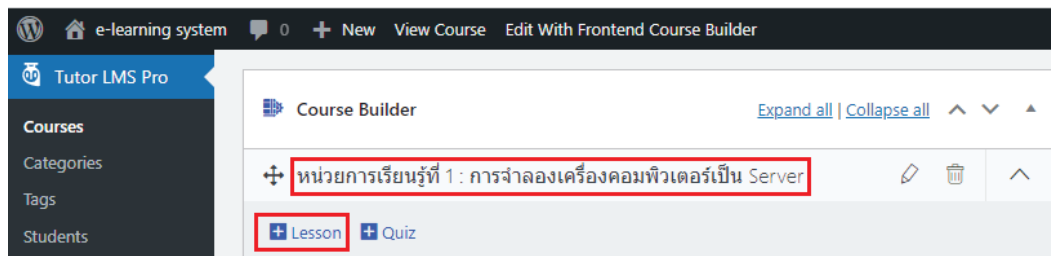 e-learning system 0 New View Course Edit With Frontend Course Builder
Tutor LMS Pro
Course Builder Expand all | Collapse all
Courses
Categories
หน่วยการเรียนรู้ที่ 1 : การจำลองเครื่องคอมพิวเตอร์เป็น Server
Tags
Students
Lesson Quiz